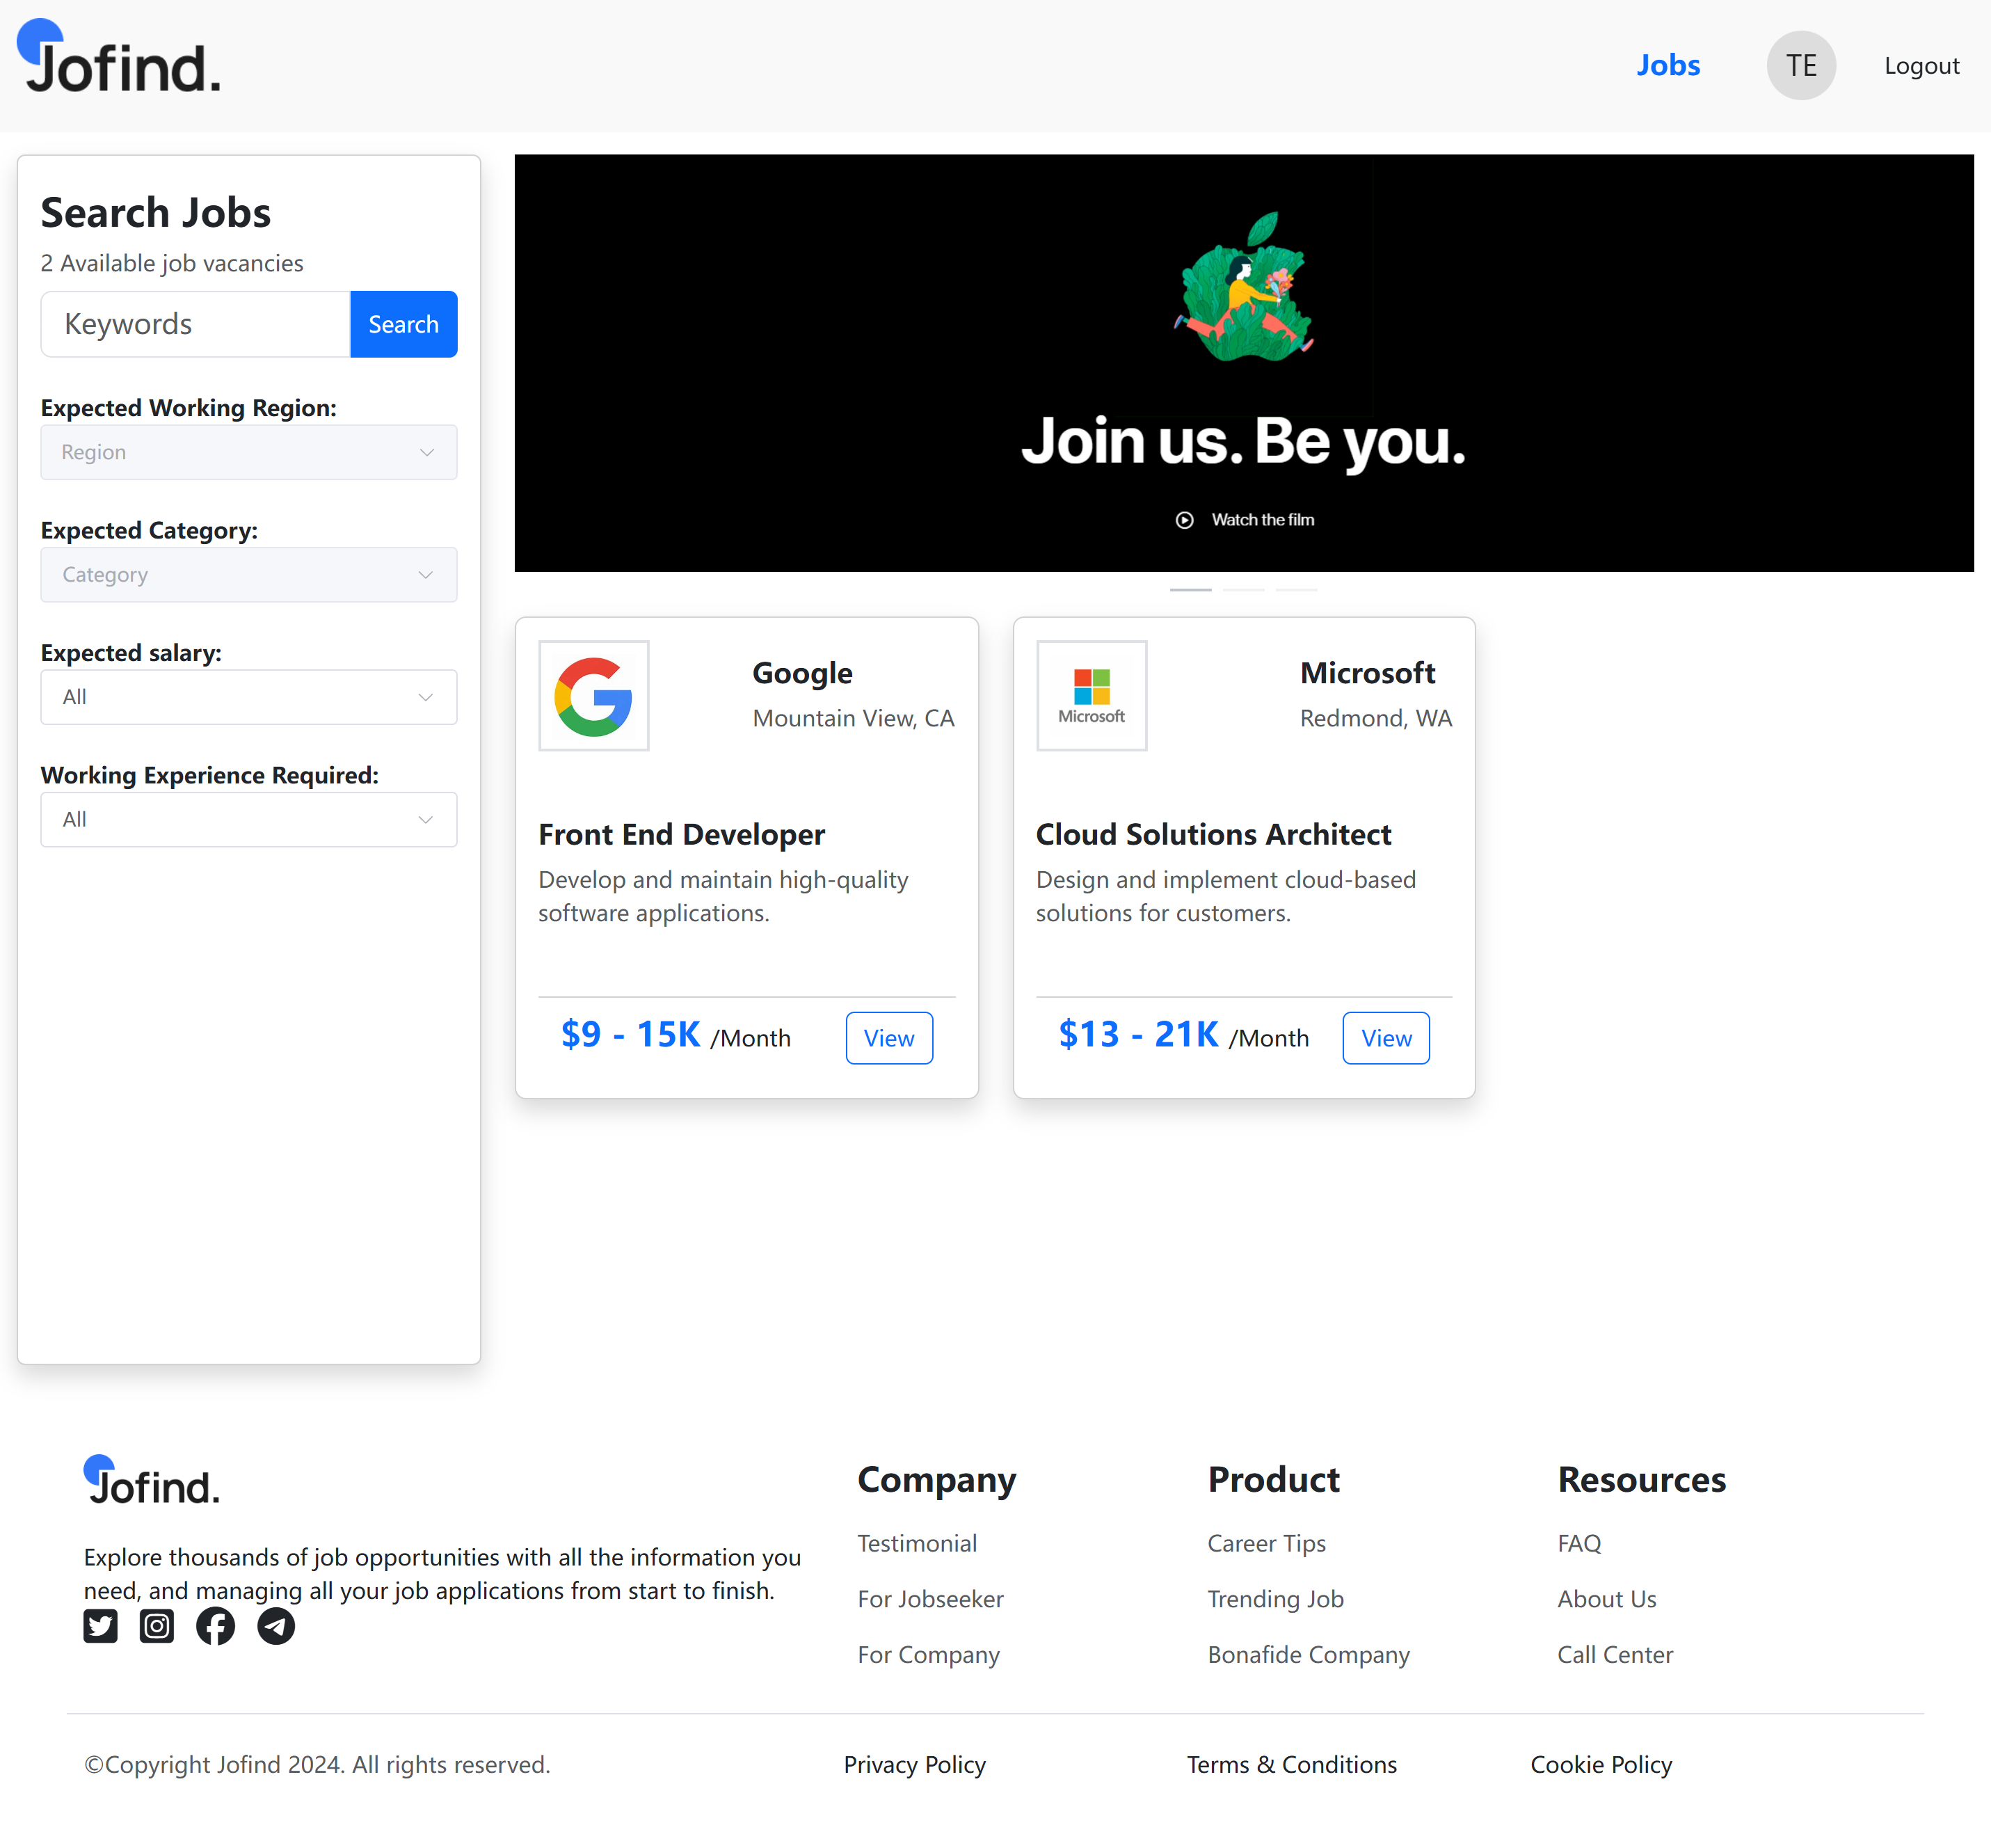 Jofind.
Jobs
TE
Logout
Search Jobs
2 Available job vacancies
Keywords
Search
Expected Working Region:
Region
Expected Category:
Category
Expected salary:
All
Working Experience Required:
All
Join us. Be you.
Watch the film
Google
Mountain View, CA
Front End Developer
Develop and maintain high-quality
software applications.
$9 - 15K /Month
View
Microsoft
Microsoft
Redmond, WA
Cloud Solutions Architect
Design and implement cloud-based
solutions for customers.
$13 - 21K /Month
View
Jofind.
Explore thousands of job opportunities with all the information you
need, and managing all your job applications from start to finish.
Company
Testimonial
For Jobseeker
For Company
Product
Career Tips
Trending Job
Bonafide Company
Resources
FAQ
About Us
Call Center
©Copyright Jofind 2024. All rights reserved.
Privacy Policy
Terms & Conditions
Cookie Policy